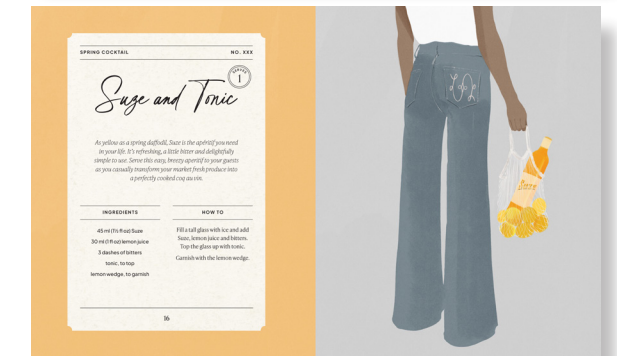 SPRING COCKTAIL
NO. XXX
SERVES
1
Suze and Tonic
As yellow as a spring daffodil, Suze is the apéritif you need
in your life. It's refreshing, a little bitter and delightfully
simple to use. Serve this easy, breezy aperitif to your guests
as you casually transform your market fresh produce into
a perfectly cooked coq au vin.
INGREDIENTS
45 ml (1½ fl oz) Suze
30 ml (1 fl oz) lemon juice
3 dashes of bitters
tonic, to top
lemon wedge, to garnish
HOW TO
Fill a tall glass with ice and add
Suze, lemon juice and bitters.
Top the glass up with tonic.
Garnish with the lemon wedge.
16
Suze